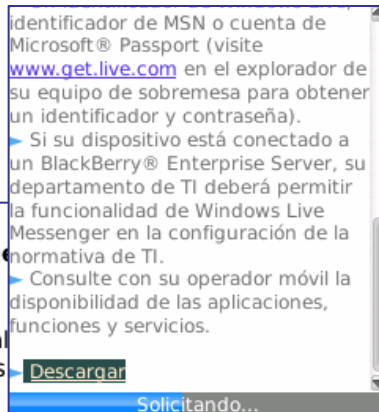 identificador de MSN o cuenta de
Microsoft® Passport (visite
www.get.live.com en el explorador de
su equipo de sobremesa para obtener
un identificador y contraseña).
► Si su dispositivo está conectado a
un BlackBerry® Enterprise Server, su
departamento de TI deberá permitir
la funcionalidad de Windows Live
Messenger en la configuración de la
normativa de TI.
► Consulte con su operador móvil la
disponibilidad de las aplicaciones,
funciones y servicios.
► Descargar
Solicitando...